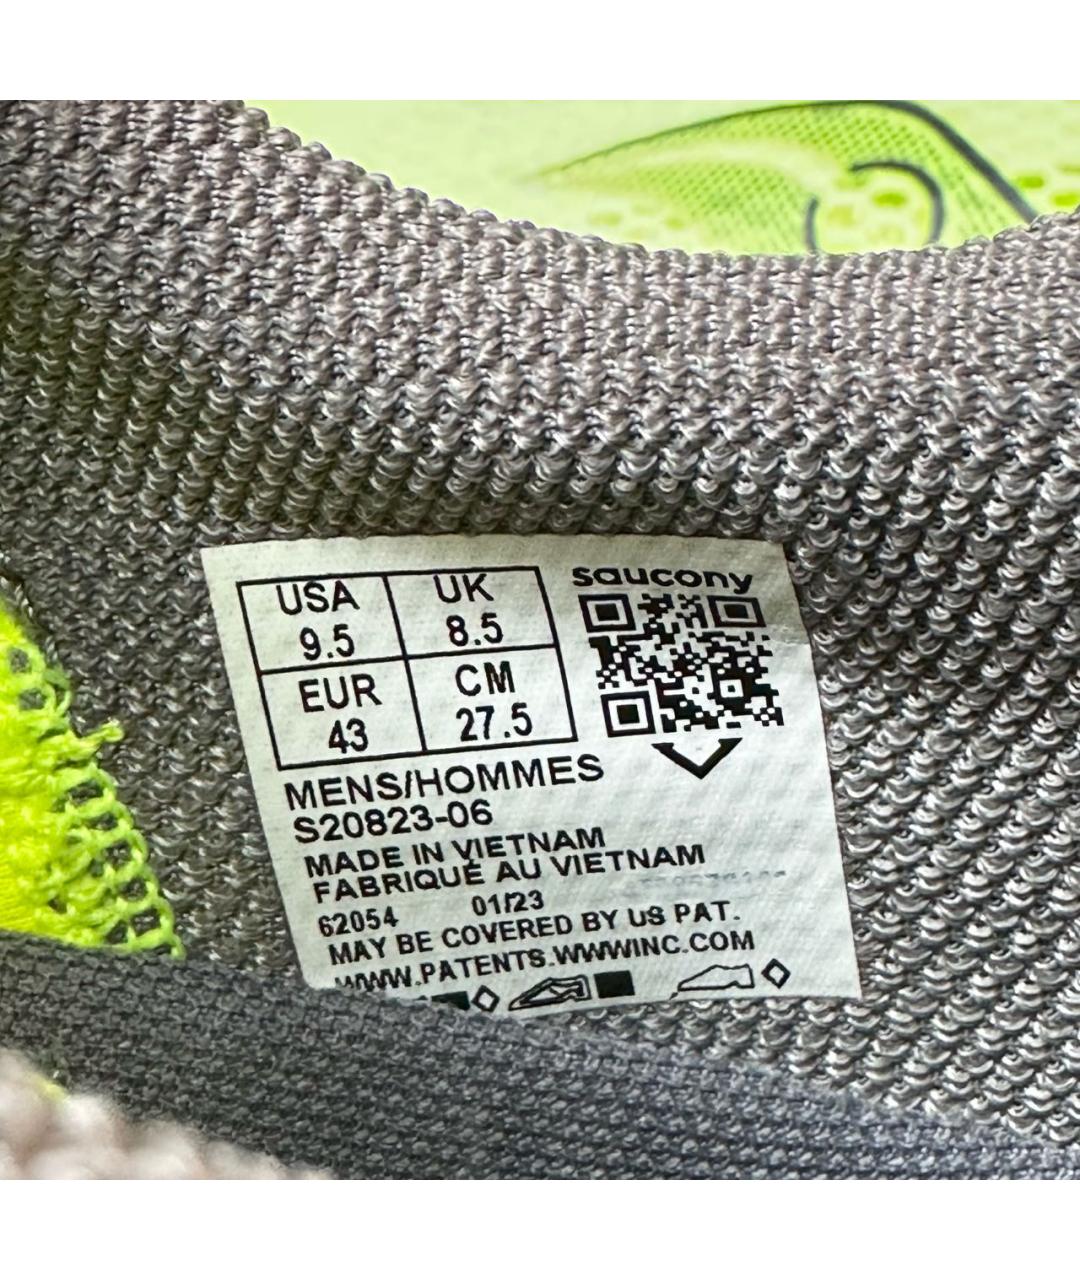 USA UK
9.5 8.5
EUR CM
43 27.5
saucony
MENS/HOMMES
S20823-06
MADE IN VIETNAM
FABRIQUÉ AU VIETNAM
62054 01/23
MAY BE COVERED BY US PAT.
WWW.PATENTS.WWWINC.COM